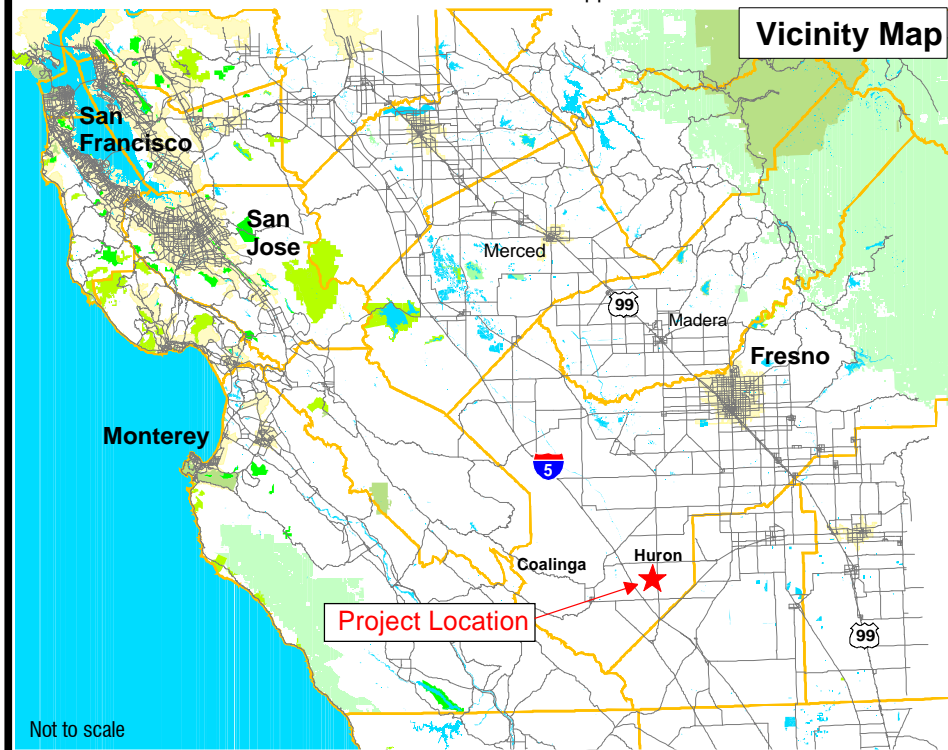 Vicinity Map
San
Francisco
San
Jose
Merced
99
Madera
Fresno
Monterey
5
Coalinga
Huron
Project Location
99
Not to scale